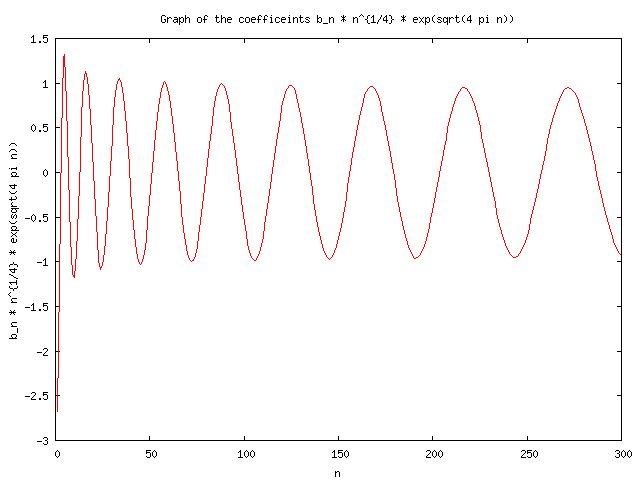 Graph of the coefficeints b_n * n^{1/4} * exp(sqrt(4 pi n))
1.5
1
0.5
0
-0.5
-1
-1.5
-2
-2.5
-3
b_n * n^{1/4} * exp(sqrt(4 pi n))
0 50 100 150 200 250 300
n